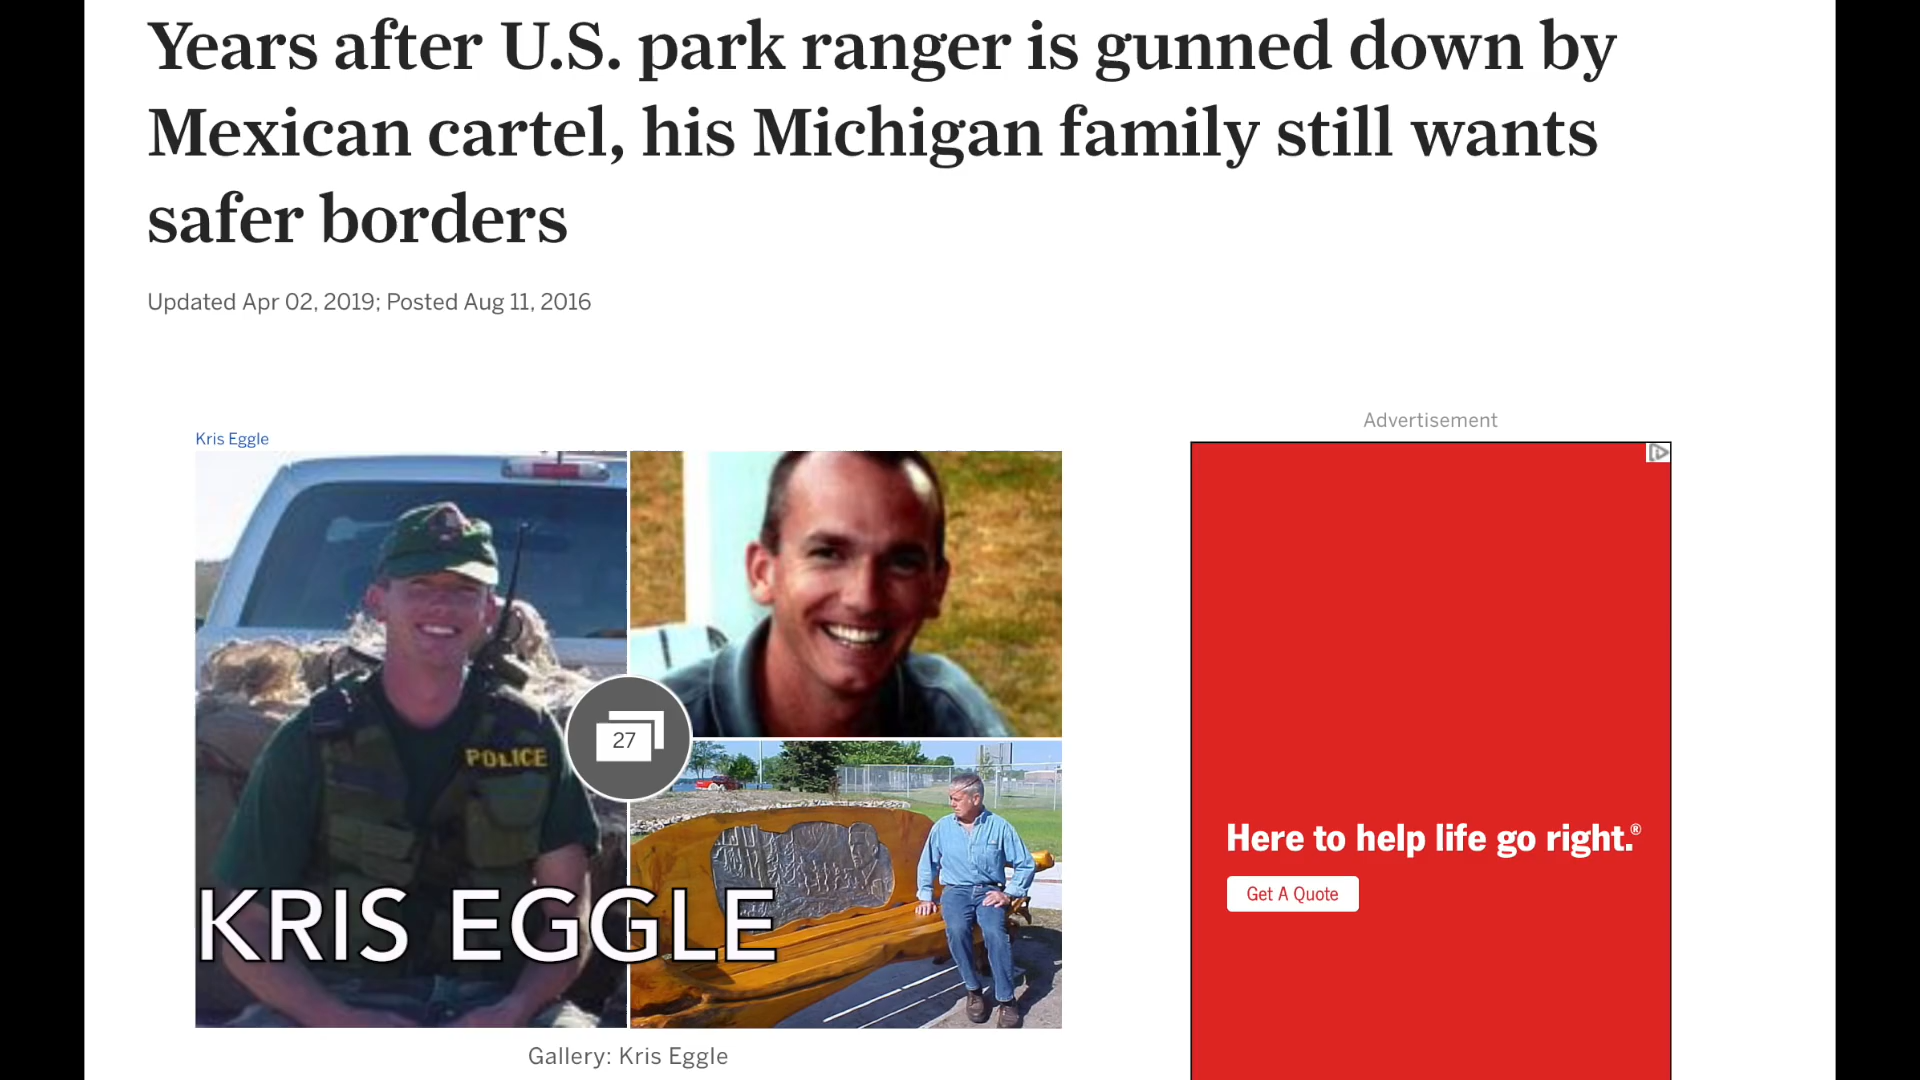 Years after U.S. park ranger is gunned down by
Mexican cartel, his Michigan family still wants
safer borders
Updated Apr 02, 2019; Posted Aug 11, 2016
Advertisement
Kris Eggle
POLICE
27
KRIS EGGLE
Gallery: Kris Eggle
Here to help life go right.®
Get A Quote